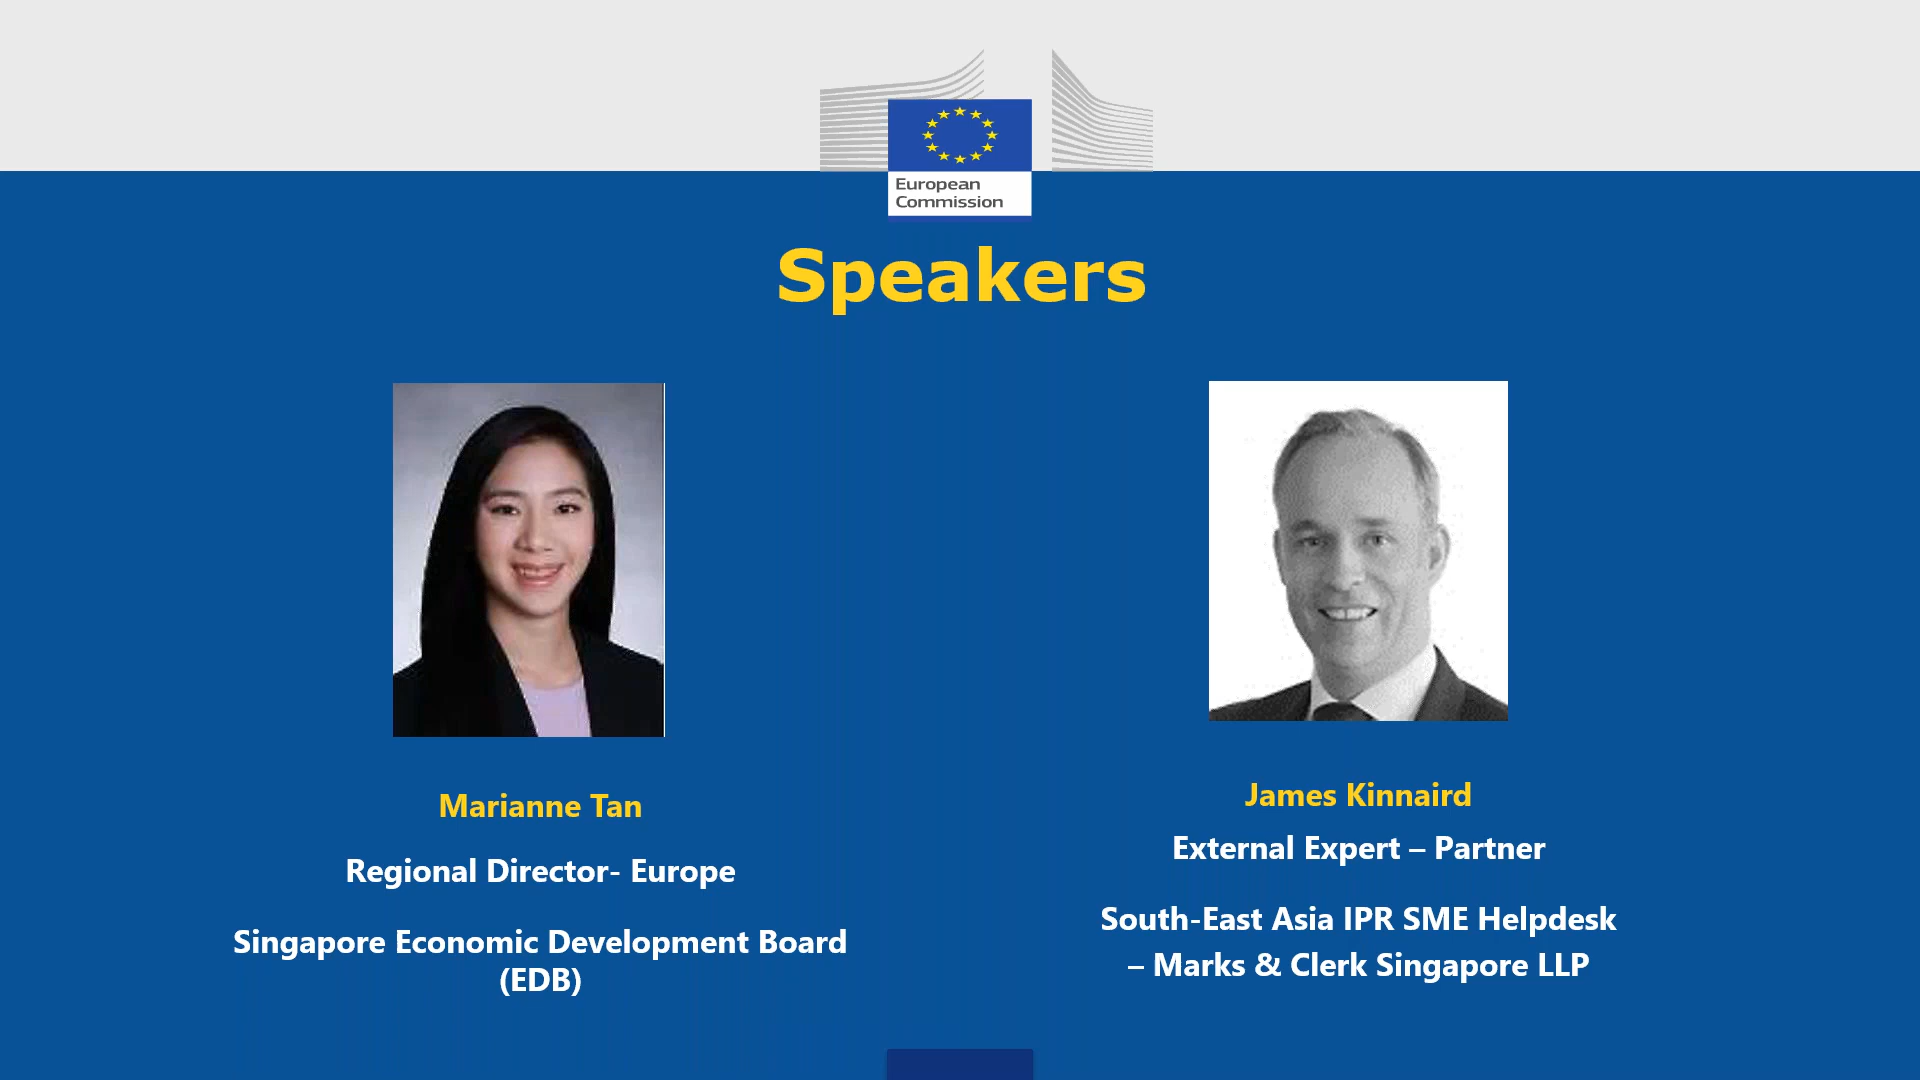 European
Commission
Speakers
Marianne Tan
Regional Director- Europe
Singapore Economic Development Board
(EDB)
James Kinnaird
External Expert – Partner
South-East Asia IPR SME Helpdesk
– Marks & Clerk Singapore LLP